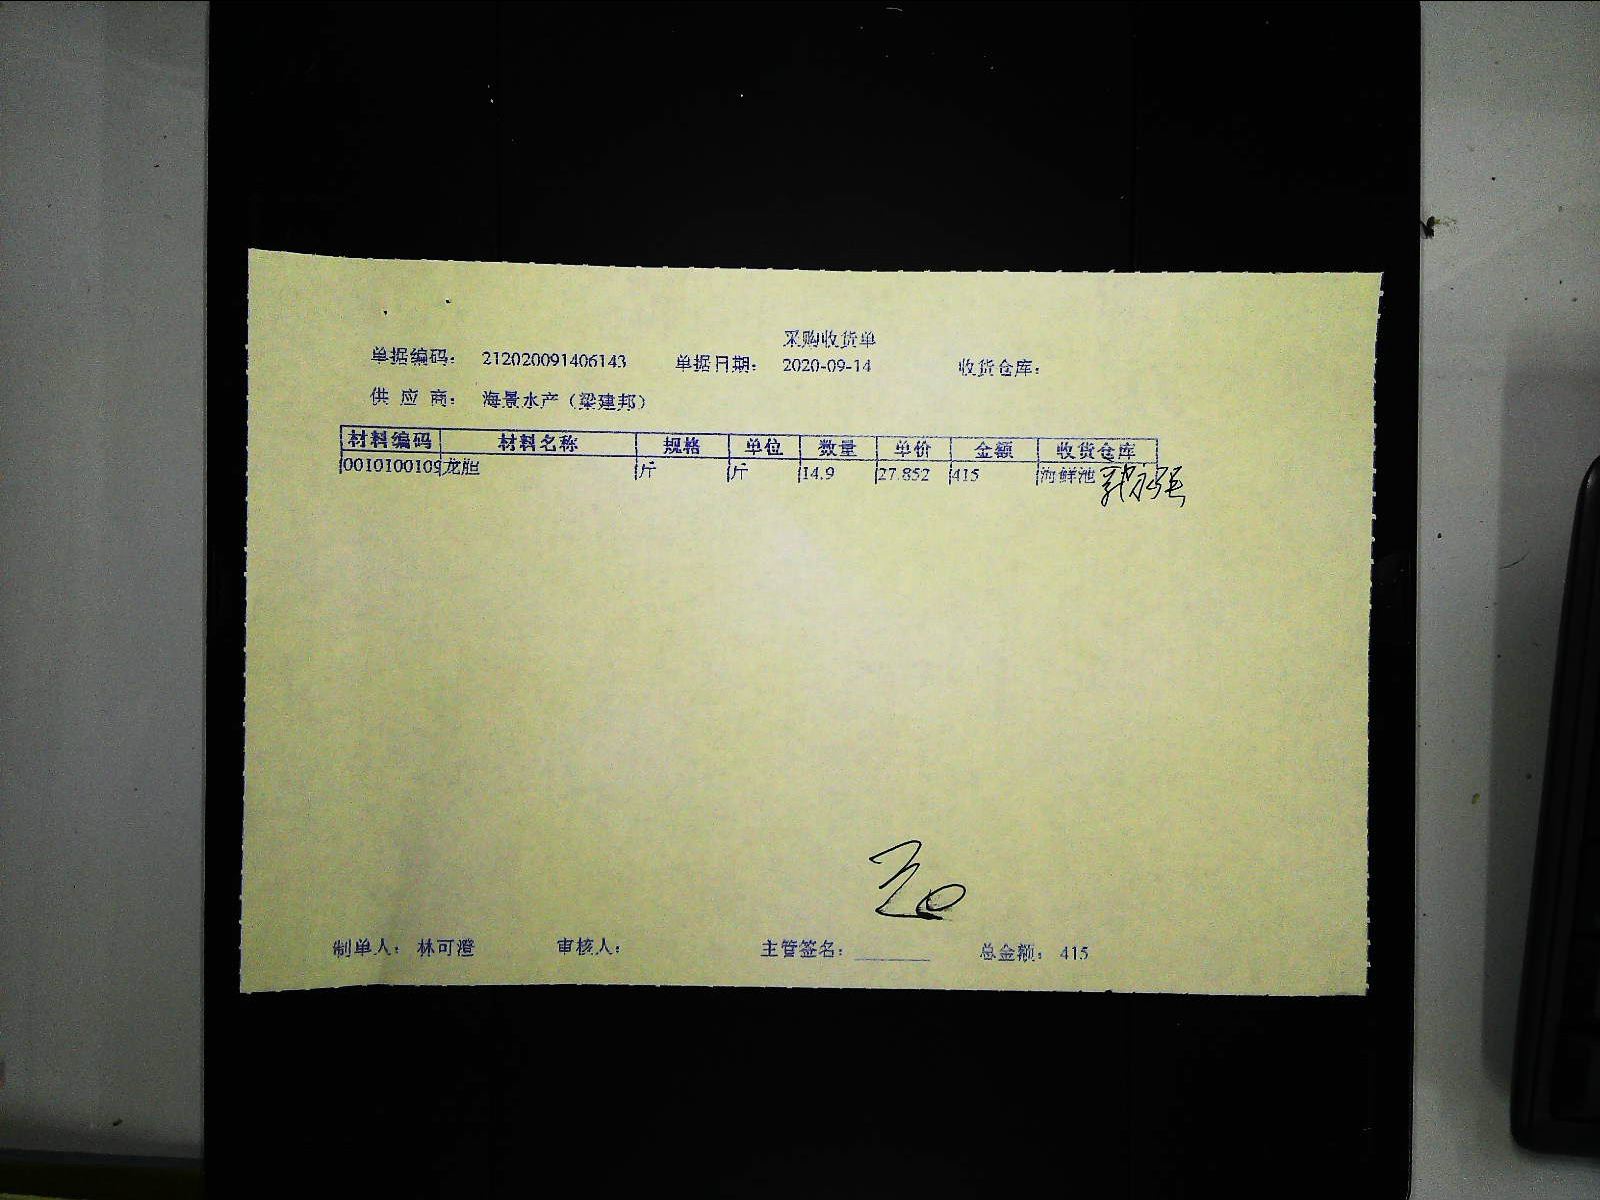 采购收货单
单据编码： 212020091406143 单据日期： 2020-09-14 收货仓库：
供 应 商： 海景水产（梁建邦）
材料编码 材料名称 规格 单位 数量 单价 金额 收货仓库
0010100109 龙胆 斤 斤 14.9 27.852 415 海鲜池
制单人： 林可澄 审核人： 主管签名： 总金额： 415